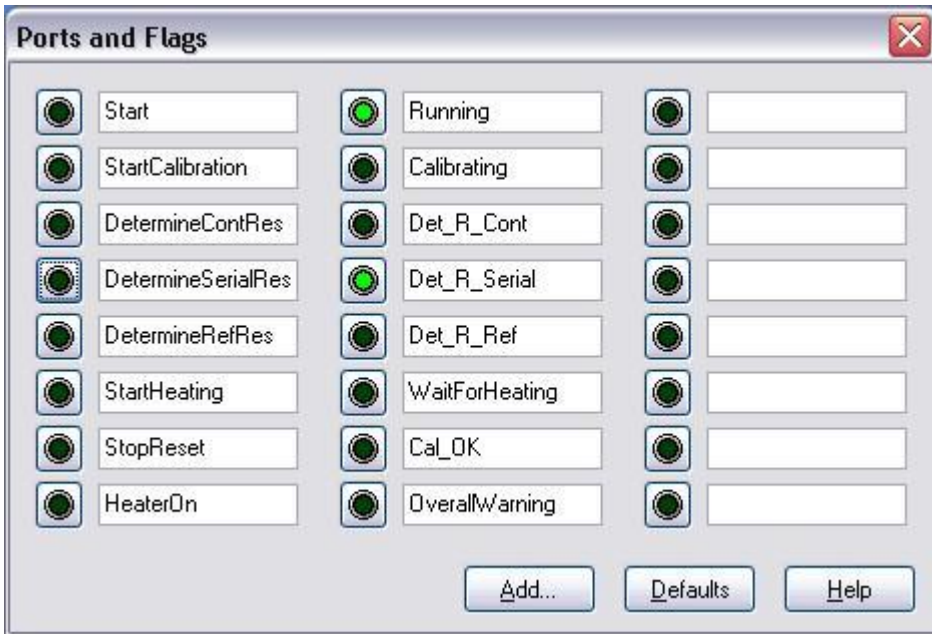 Ports and Flags
Start Running
StartCalibration Calibrating
DetermineContRes Det_R_Cont
DetermineSerialRes Det_R_Serial
DetermineRefRes Det_R_Ref
StartHeating WaitForHeating
StopReset Cal_OK
HeaterOn OverallWarning
Add... Defaults Help